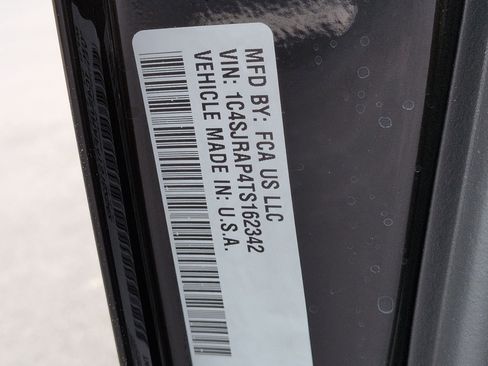 MFD BY: FCA US LLC
VIN: 1C4SJRAP4TS162342
VEHICLE MADE IN: U.S.A.